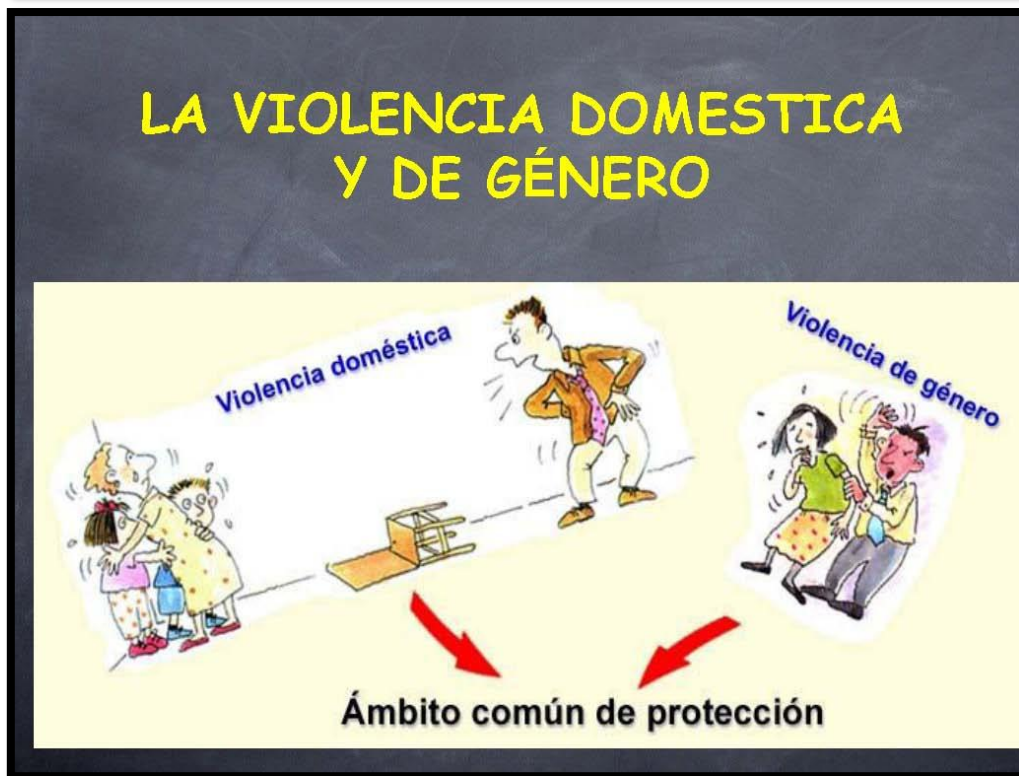 LA VIOLENCIA DOMESTICA
Y DE GÉNERO
Violencia doméstica
Violencia de género
Ámbito común de protección